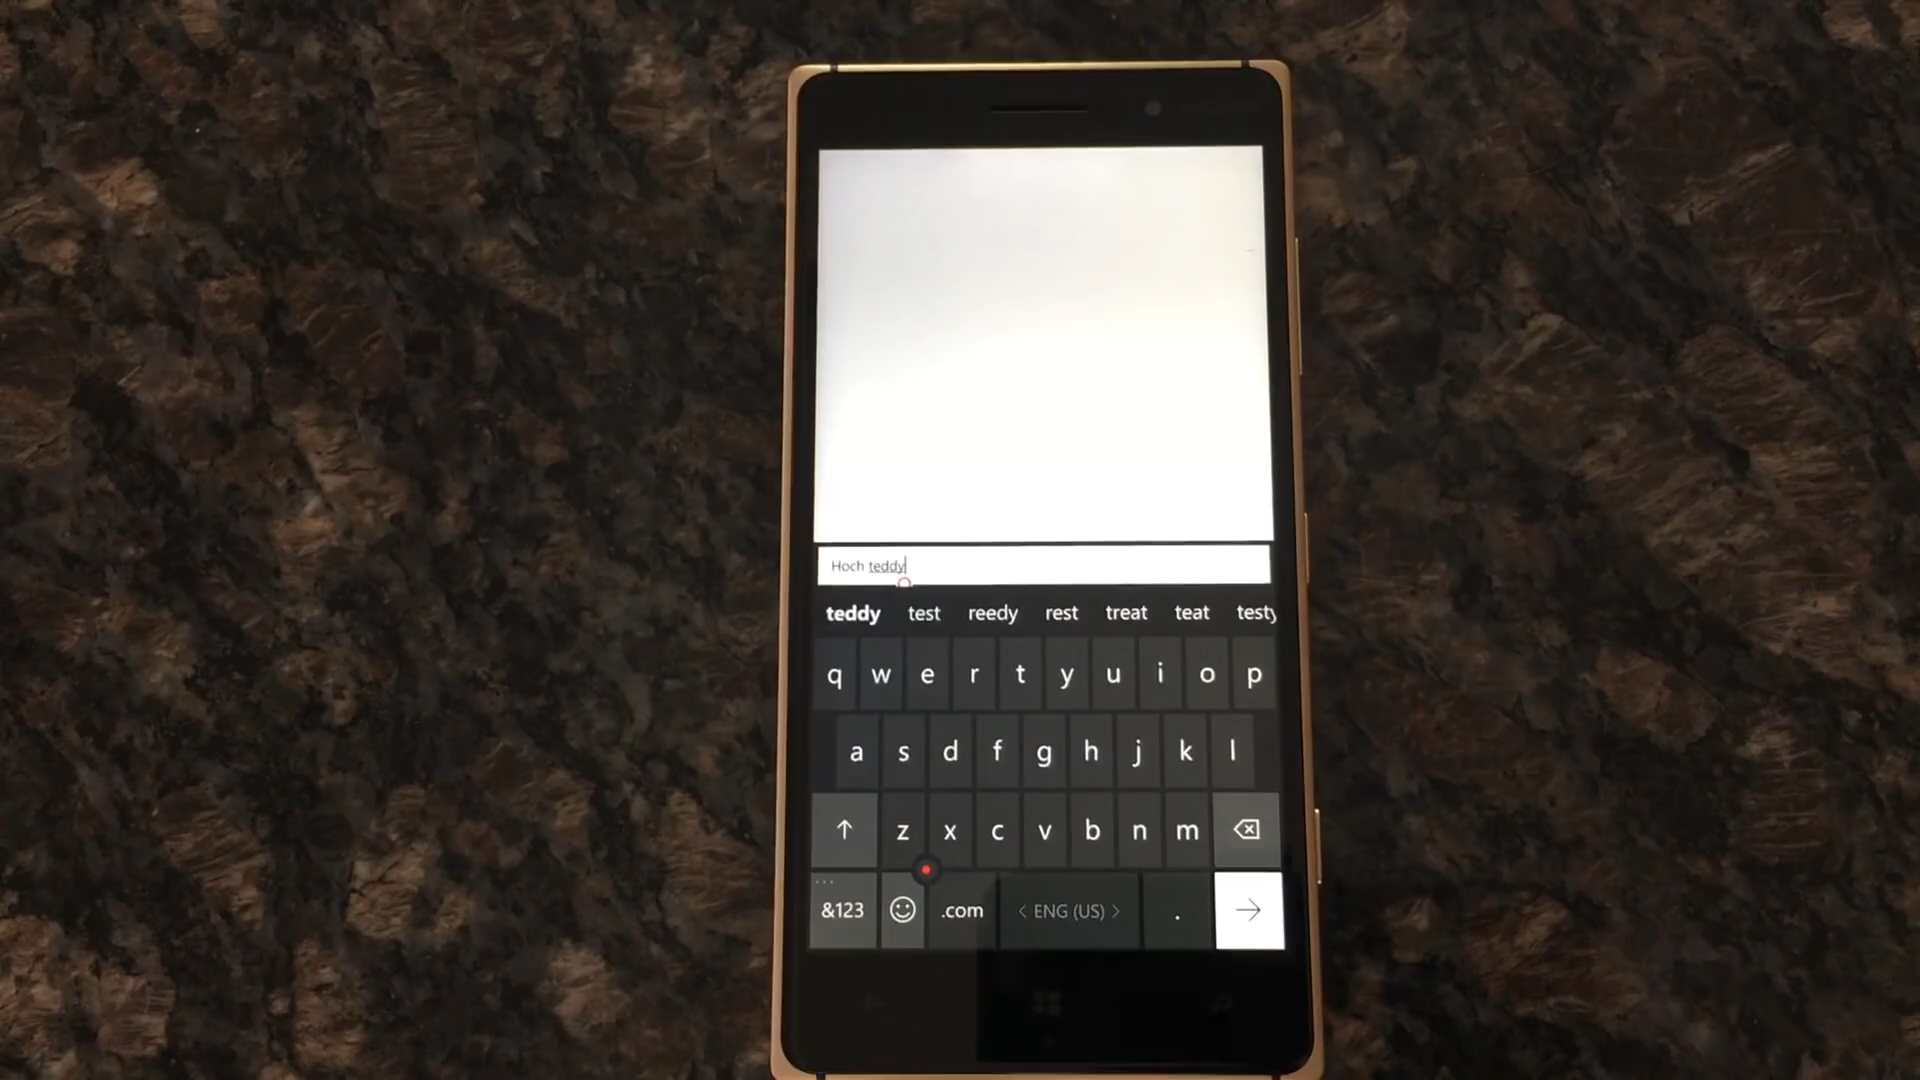 Hoch teddy
teddy test reedy rest treat teat testy
q w e r t y u i o p
a s d f g h j k l
z x c v b n m
&123 .com < ENG (US) > .